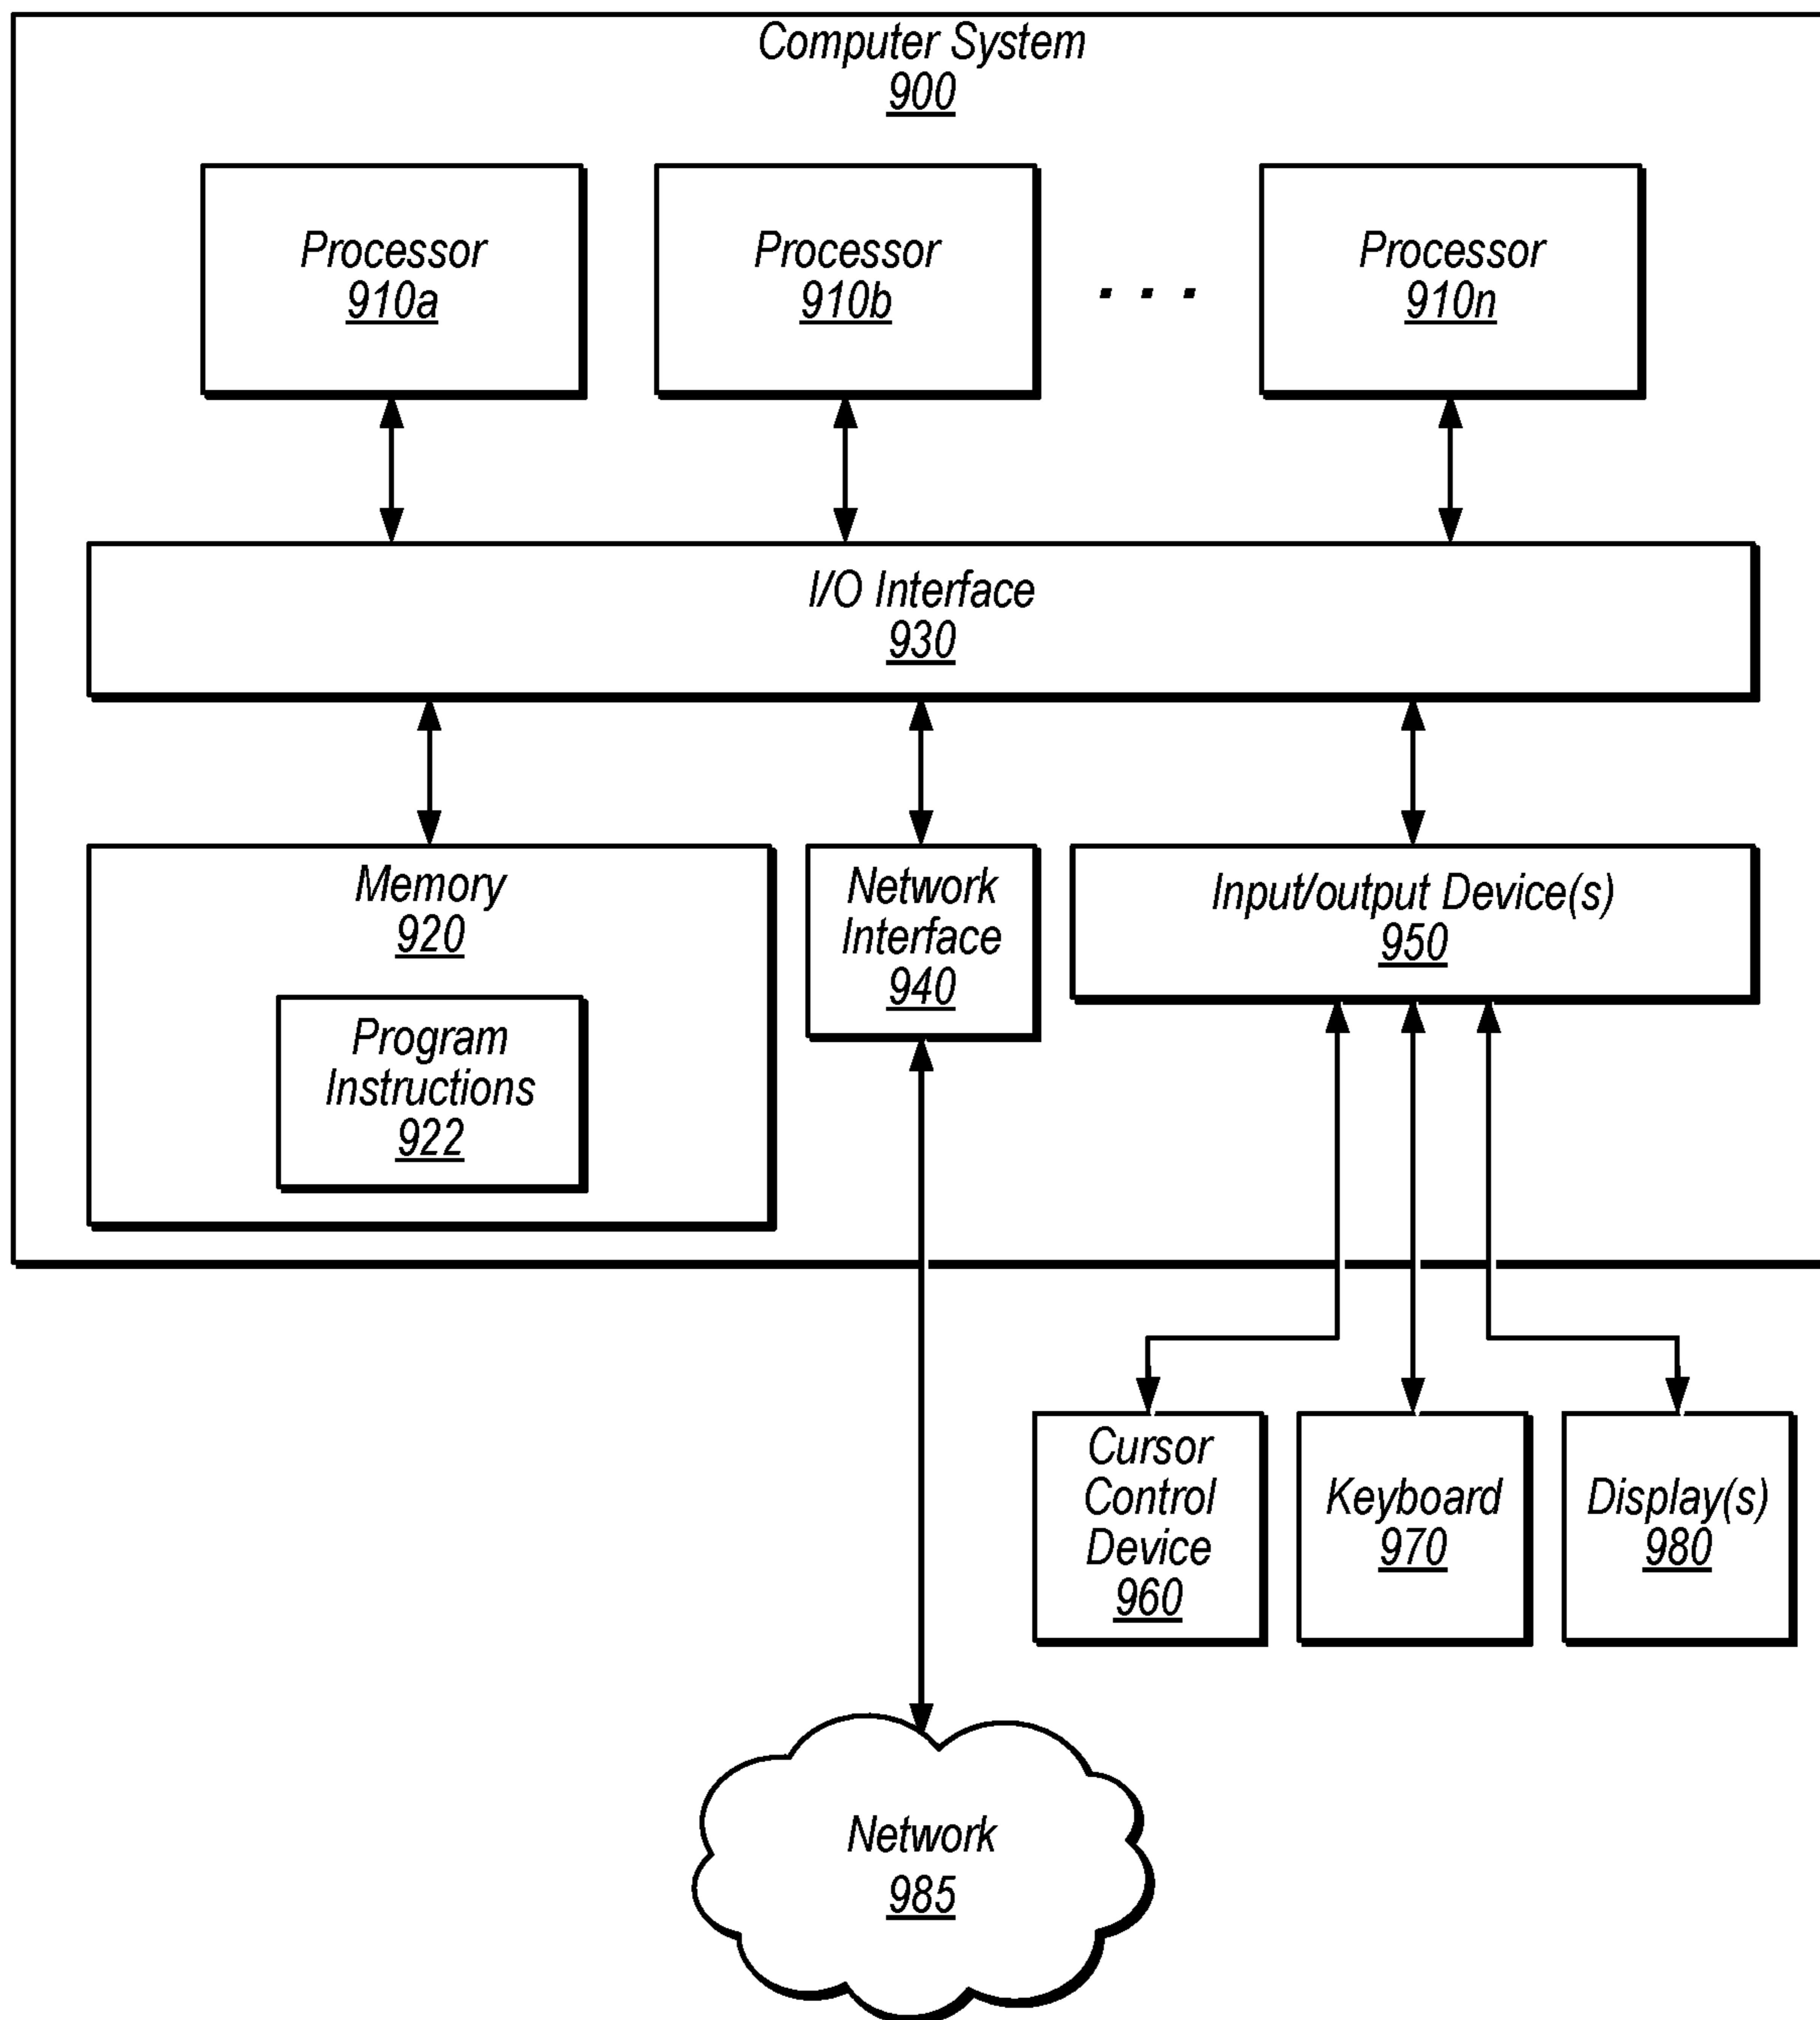 Computer System
900
Processor
910a
Processor
910b
. . .
Processor
910n
I/O Interface
930
Memory
920
Program
Instructions
922
Network
Interface
940
Input/output Device(s)
950
Cursor
Control
Device
960
Keyboard
970
Display(s)
980
Network
985